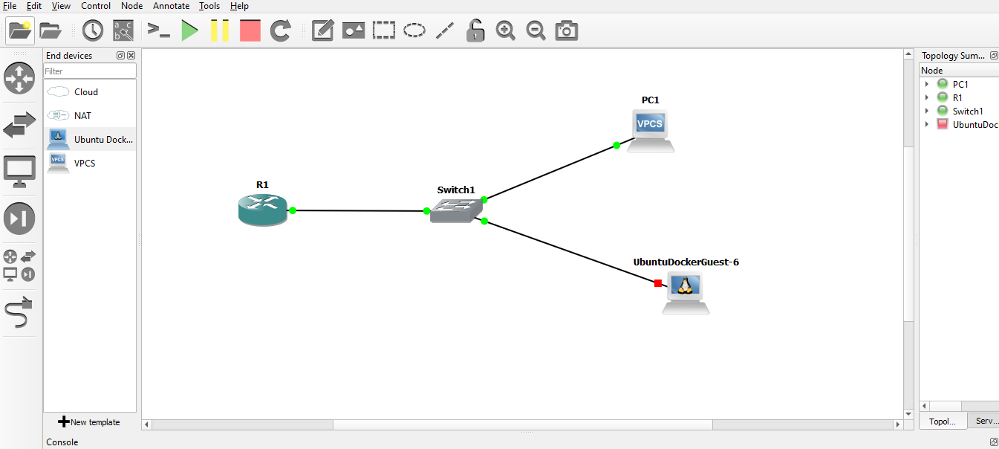 File Edit View Control Node Annotate Tools Help
End devices
Filter
Cloud
NAT
Ubuntu Dock...
VPCS
New template
PC1
VPCS
R1
Switch1
UbuntuDockerGuest-6
Topology Sum...
Node
PC1
R1
Switch1
UbuntuDoc
Topol... Serv...
Console